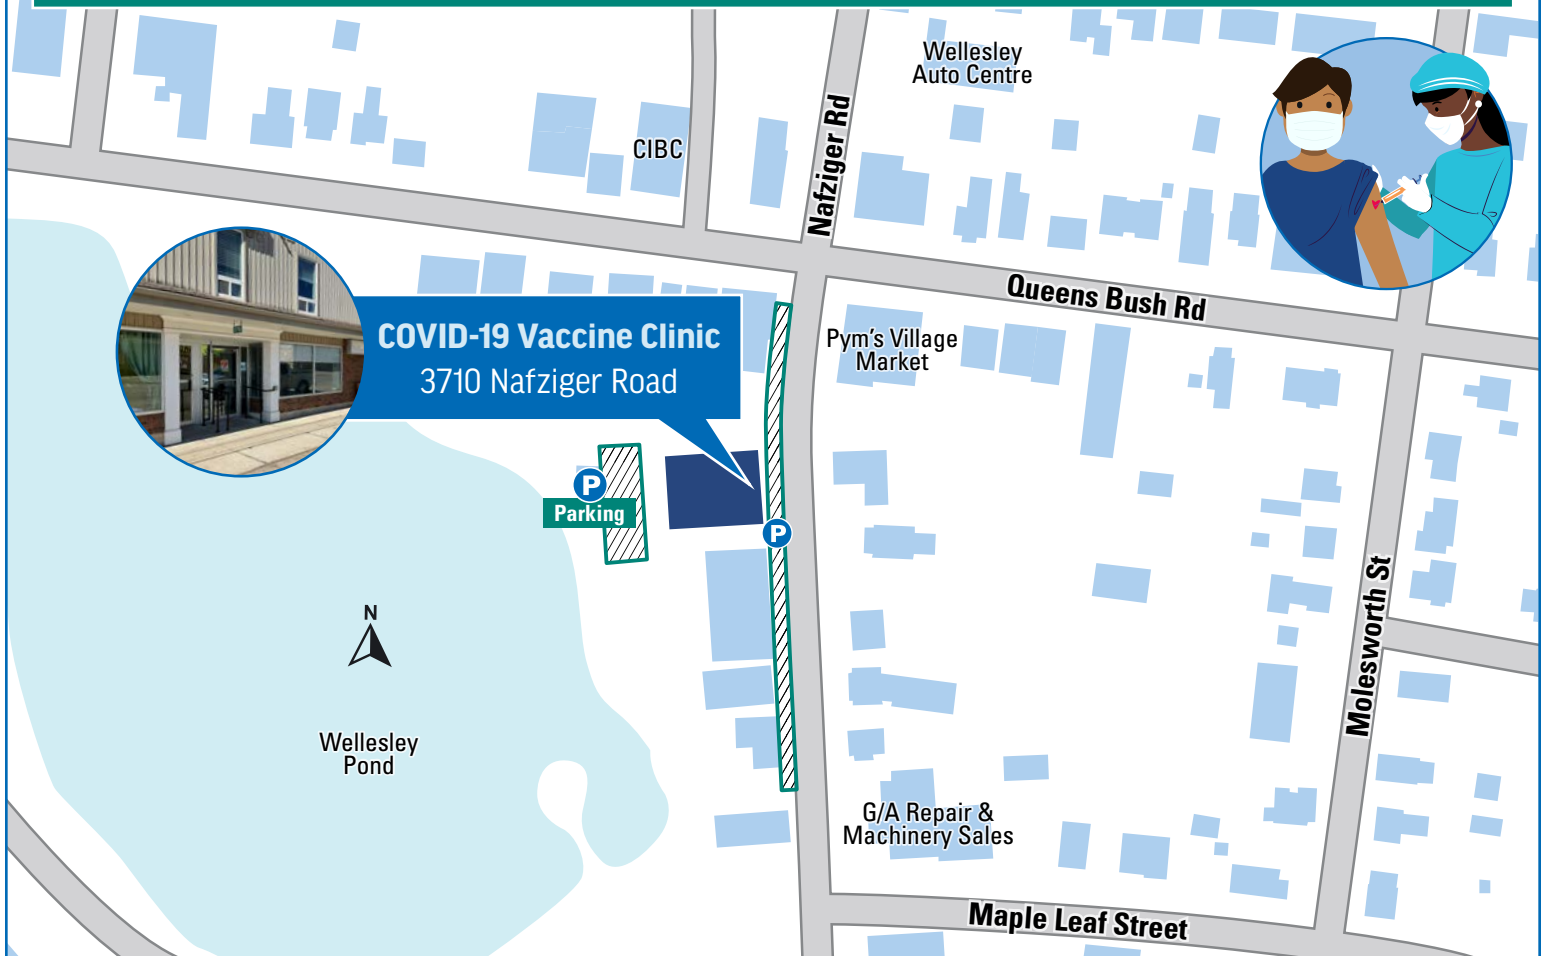 Wellesley
Auto Centre
CIBC
Nafziger Rd
Queens Bush Rd
COVID-19 Vaccine Clinic
3710 Nafziger Road
Pym's Village
Market
P
Parking
P
N
Molesworth St
Wellesley
Pond
G/A Repair &
Machinery Sales
Maple Leaf Street